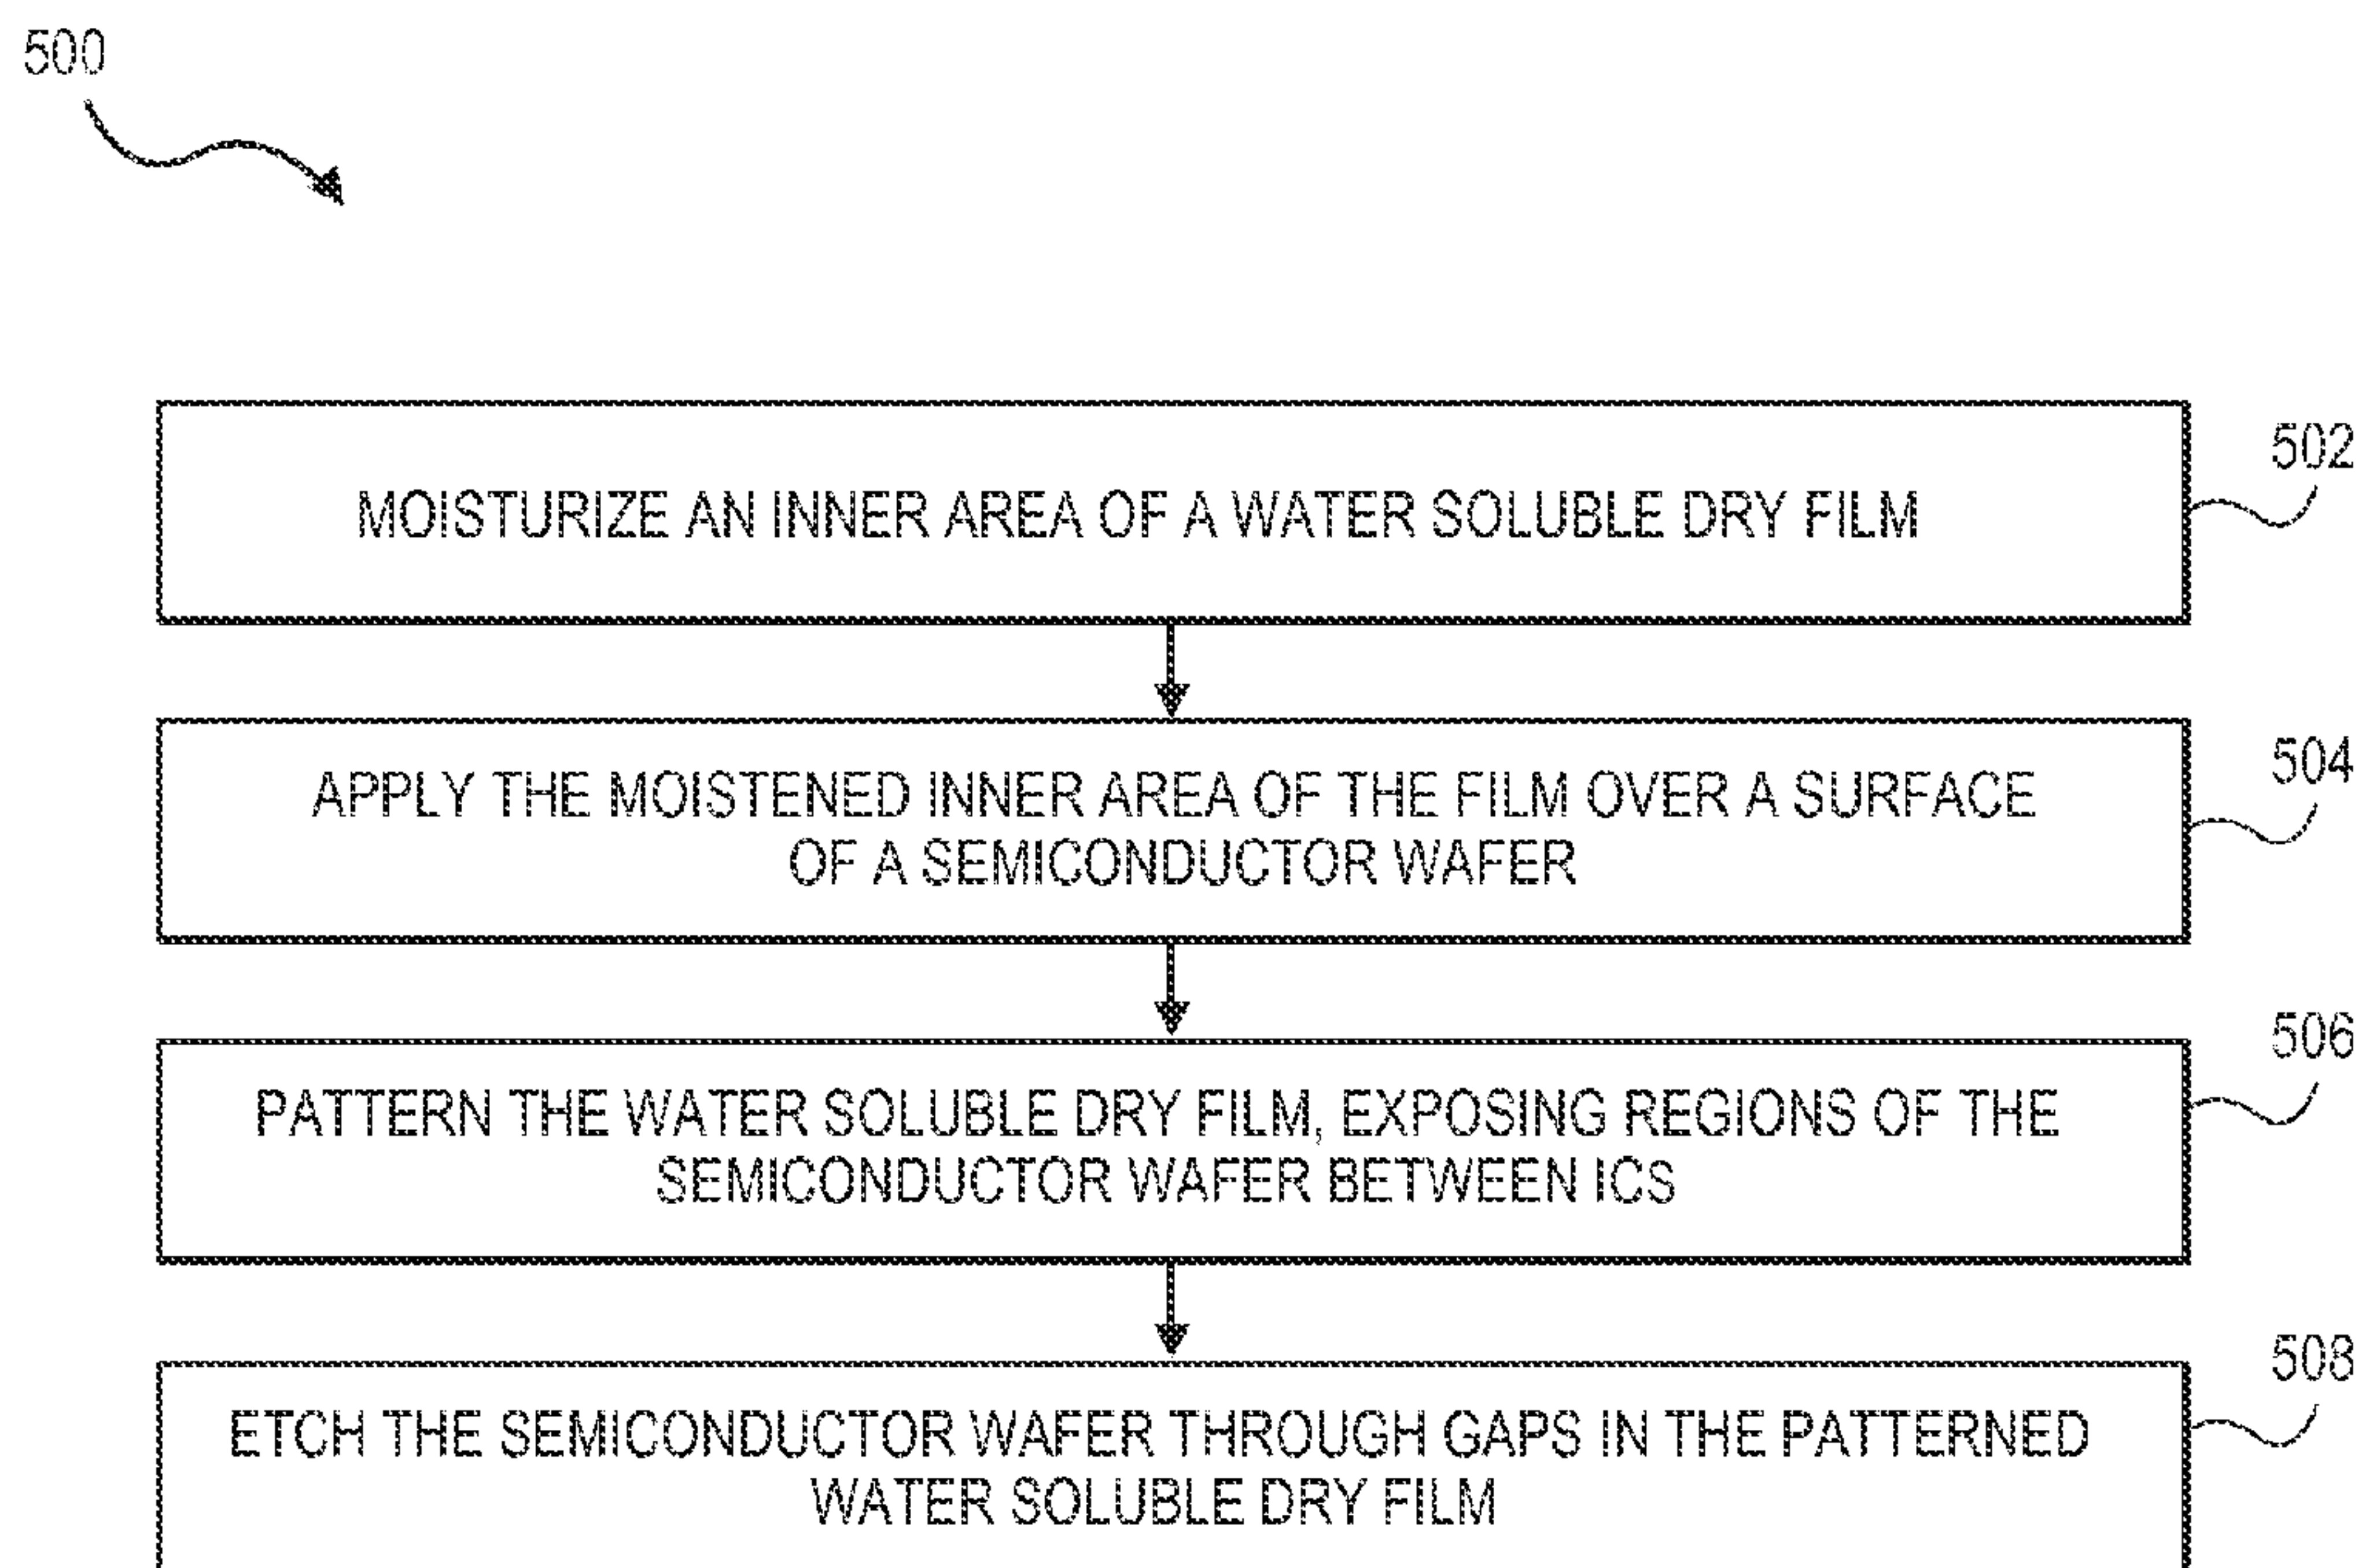 500
502
MOISTURIZE AN INNER AREA OF A WATER SOLUBLE DRY FILM
504
APPLY THE MOISTENED INNER AREA OF THE FILM OVER A SURFACE
OF A SEMICONDUCTOR WAFER
506
PATTERN THE WATER SOLUBLE DRY FILM, EXPOSING REGIONS OF THE
SEMICONDUCTOR WAFER BETWEEN ICS
508
ETCH THE SEMICONDUCTOR WAFER THROUGH GAPS IN THE PATTERNED
WATER SOLUBLE DRY FILM